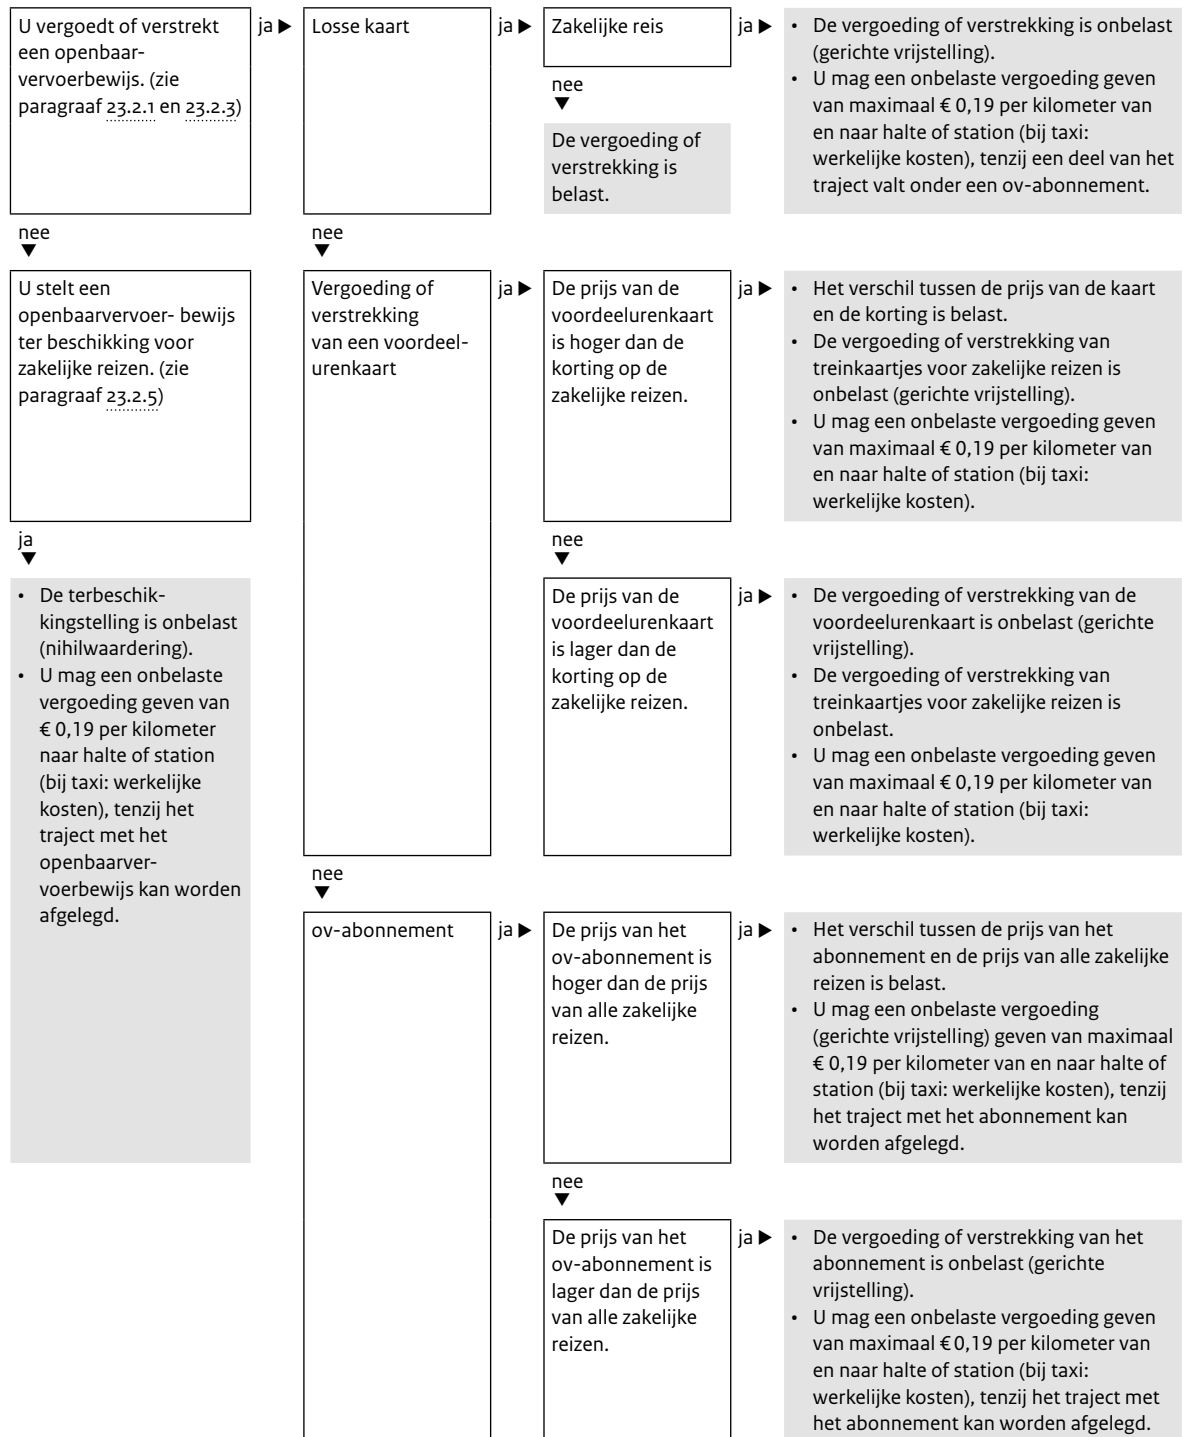 U vergoedt of verstrekt
een openbaar-
vervoerbewijs. (zie
paragraaf 23.2.1 en 23.2.3)
ja ▶
Losse kaart
ja ▶
Zakelijke reis
ja ▶
• De vergoeding of verstrekking is onbelast
(gerichte vrijstelling).
• U mag een onbelaste vergoeding geven
van maximaal € 0,19 per kilometer van
en naar halte of station (bij taxi:
werkelijke kosten), tenzij een deel van het
traject valt onder een ov-abonnement.
nee
▼
De vergoeding of
verstrekking is
belast.
nee
▼
nee
▼
U stelt een
openbaarvervoer- bewijs
ter beschikking voor
zakelijke reizen. (zie
paragraaf 23.2.5)
Vergoeding of
verstrekking
van een voordeel-
urenkaart
ja ▶
De prijs van de
voordeelurenkaart
is hoger dan de
korting op de
zakelijke reizen.
ja ▶
• Het verschil tussen de prijs van de kaart
en de korting is belast.
• De vergoeding of verstrekking van
treinkaartjes voor zakelijke reizen is
onbelast (gerichte vrijstelling).
• U mag een onbelaste vergoeding geven
van maximaal € 0,19 per kilometer van
en naar halte of station (bij taxi:
werkelijke kosten).
ja
▼
nee
▼
• De terbeschik-
kingstelling is onbelast
(nihilwaardering).
• U mag een onbelaste
vergoeding geven van
€ 0,19 per kilometer
naar halte of station
(bij taxi: werkelijke
kosten), tenzij het
traject met het
openbaarver-
voerbewijs kan worden
afgelegd.
De prijs van de
voordeelurenkaart
is lager dan de
korting op de
zakelijke reizen.
ja ▶
• De vergoeding of verstrekking van de
voordeelurenkaart is onbelast (gerichte
vrijstelling).
• De vergoeding of verstrekking van
treinkaartjes voor zakelijke reizen is
onbelast.
• U mag een onbelaste vergoeding geven
van maximaal € 0,19 per kilometer van
en naar halte of station (bij taxi:
werkelijke kosten).
nee
▼
ov-abonnement
ja ▶
De prijs van het
ov-abonnement is
hoger dan de prijs
van alle zakelijke
reizen.
ja ▶
• Het verschil tussen de prijs van het
abonnement en de prijs van alle zakelijke
reizen is belast.
• U mag een onbelaste vergoeding
(gerichte vrijstelling) geven van maximaal
€ 0,19 per kilometer van en naar halte of
station (bij taxi: werkelijke kosten), tenzij
het traject met het abonnement kan
worden afgelegd.
nee
▼
De prijs van het
ov-abonnement is
lager dan de prijs
van alle zakelijke
reizen.
ja ▶
• De vergoeding of verstrekking van het
abonnement is onbelast (gerichte
vrijstelling).
• U mag een onbelaste vergoeding geven
van maximaal € 0,19 per kilometer van
en naar halte of station (bij taxi:
werkelijke kosten), tenzij het traject met
het abonnement kan worden afgelegd.